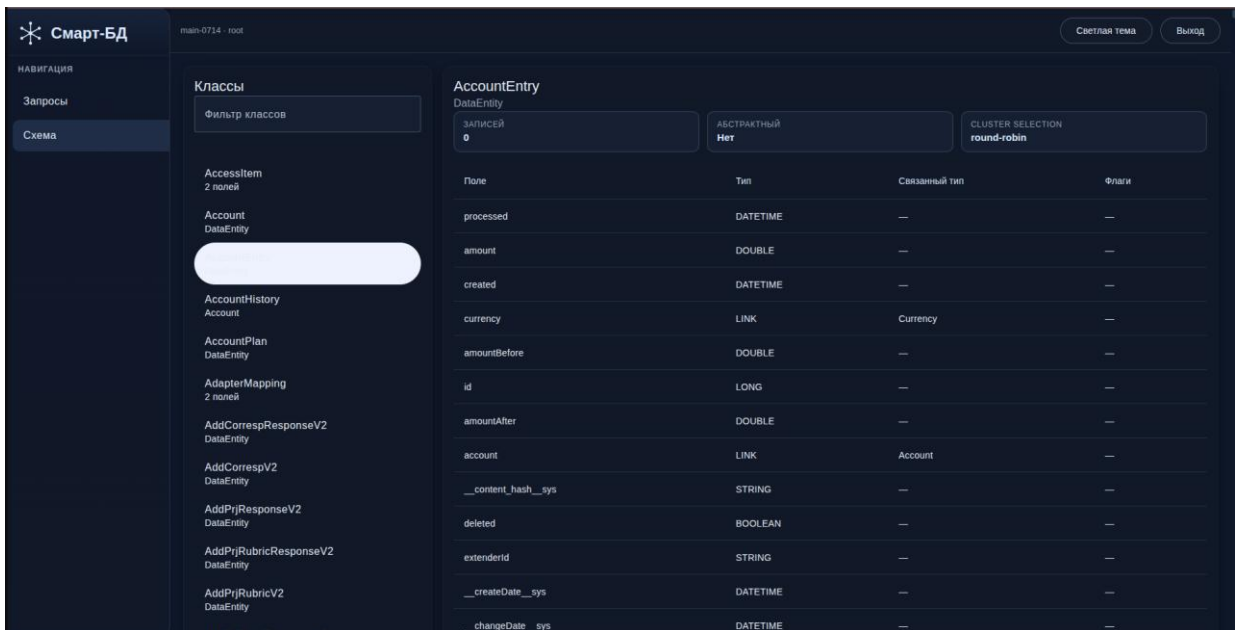 Смарт-БД
main-0714 - root
Светлая тема
Выход
НАВИГАЦИЯ
Запросы
Схема
Классы
Фильтр классов
AccessItem
2 полей
Account
DataEntity
AccountHistory
Account
AccountPlan
DataEntity
AdapterMapping
2 полей
AddCorrespResponseV2
DataEntity
AddCorrespV2
DataEntity
AddPrjResponseV2
DataEntity
AddPrjRubricResponseV2
DataEntity
AddPrjRubricV2
DataEntity
AccountEntry
DataEntity
ЗАПИСЕЙ
0
АБСТРАКТНЫЙ
Нет
CLUSTER SELECTION
round-robin
Поле Тип Связанный тип Флаги
processed DATETIME — —
amount DOUBLE — —
created DATETIME — —
currency LINK Currency —
amountBefore DOUBLE — —
id LONG — —
amountAfter DOUBLE — —
account LINK Account —
__content_hash__sys STRING — —
deleted BOOLEAN — —
extenderId STRING — —
__createDate__sys DATETIME — —
__changeDate__sys DATETIME — —